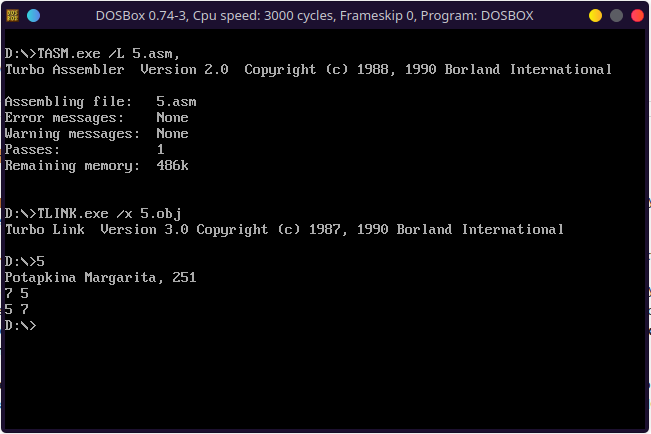 DOSBox 0.74-3, Cpu speed: 3000 cycles, Frameskip 0, Program: DOSBOX
D:\>TASM.exe /L 5.asm,
Turbo Assembler  Version 2.0  Copyright (c) 1988, 1990 Borland International
Assembling file:   5.asm
Error messages:    None
Warning messages:  None
Passes:            1
Remaining memory:  486k
D:\>TLINK.exe /x 5.obj
Turbo Link  Version 3.0 Copyright (c) 1987, 1990 Borland International
D:\>5
Potapkina Margarita, 251
7 5
5 7
D:\>